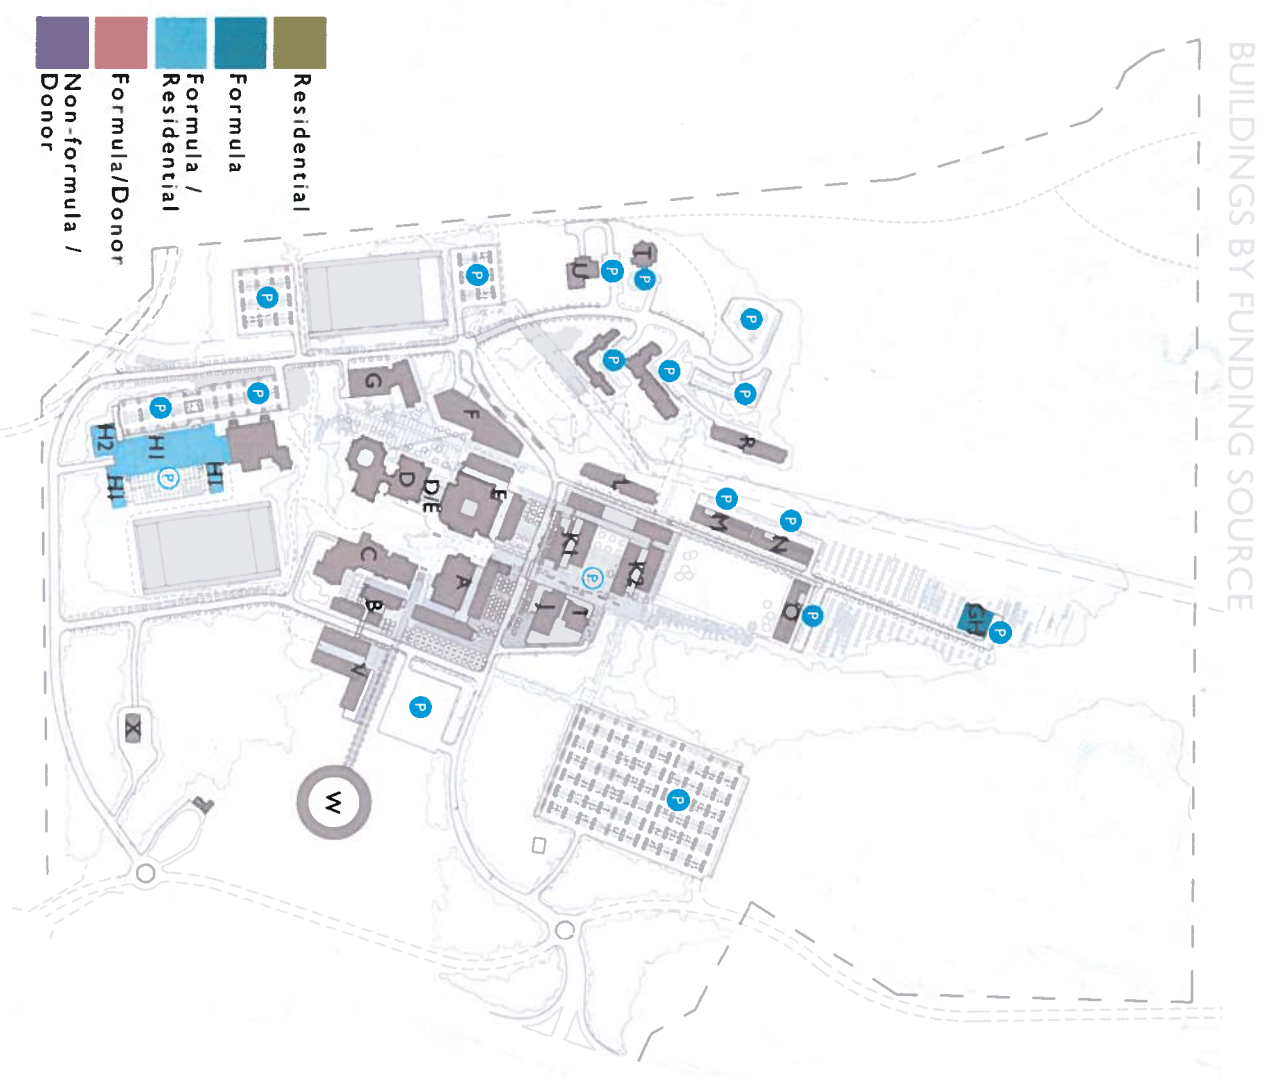 BUILDINGS BY FUNDING SOURCE
Residential
Formula
Formula /
Residential
Formula/Donor
Non-formula /
Donor
T
P
U
P
P
P
P
P
P
P
P
R
G
F
P
P
H2
H1
H1
H1
P
D
D/E
E
L
M
N
P
P
K1
K2
P
C
A
B
J
I
O
P
GH
P
V
P
X
W
P